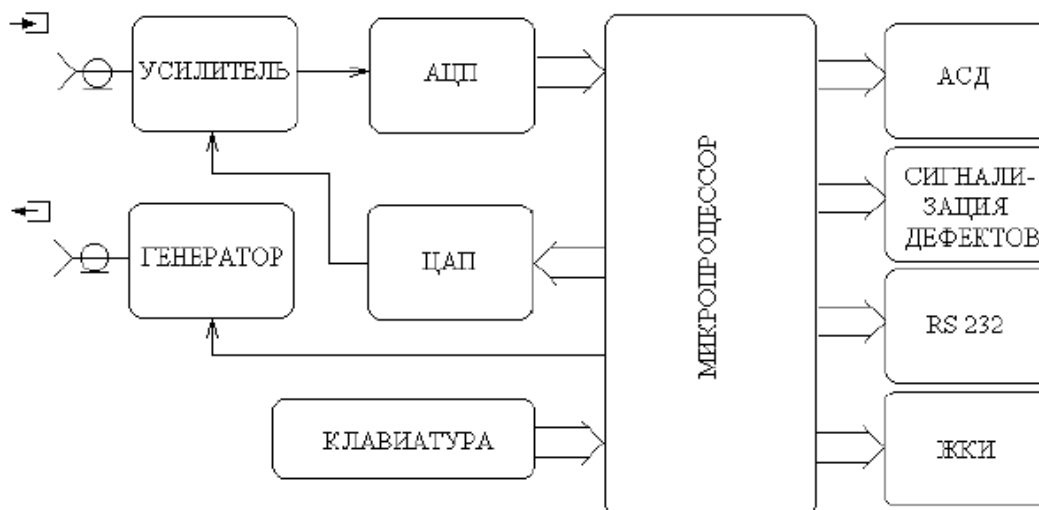 УСИЛИТЕЛЬ
АЦП
АСД
СИГНАЛИ-
ЗАЦИЯ
ДЕФЕКТОВ
ГЕНЕРАТОР
ЦАП
МИКРОПРОЦЕССОР
RS 232
КЛАВИАТУРА
ЖКИ